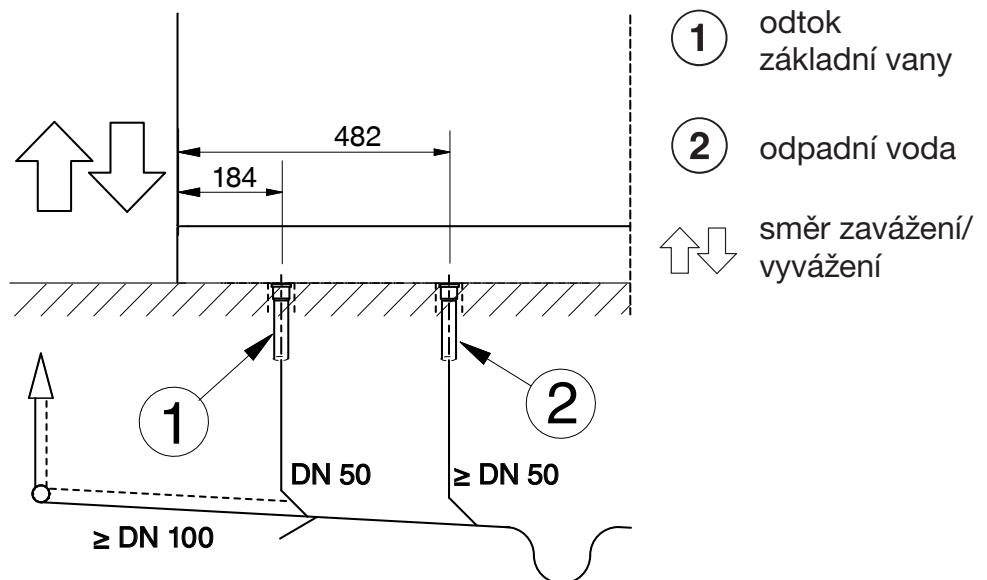 1 odtok
základní vany
2 odpadní voda
směr zavážení/
vyvážení
482
184
1
2
DN 50
≥ DN 50
≥ DN 100